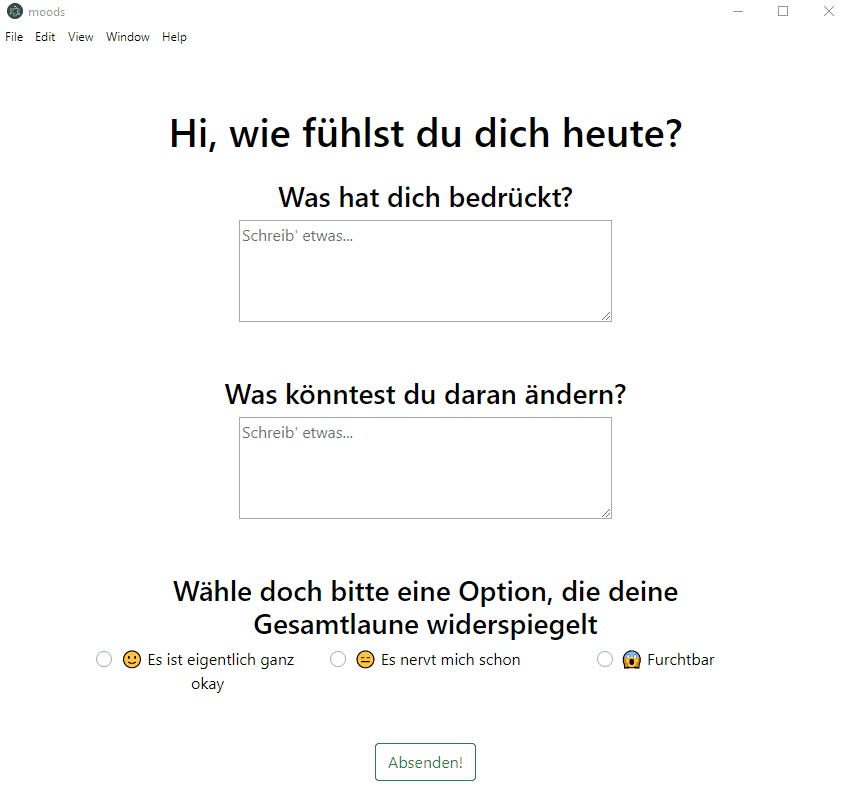 moods
File Edit View Window Help
Hi, wie fühlst du dich heute?
Was hat dich bedrückt?
Schreib' etwas...
Was könntest du daran ändern?
Schreib' etwas...
Wähle doch bitte eine Option, die deine
Gesamtlaune widerspiegelt
🙂 Es ist eigentlich ganz
okay
😑 Es nervt mich schon
😱 Furchtbar
Absenden!